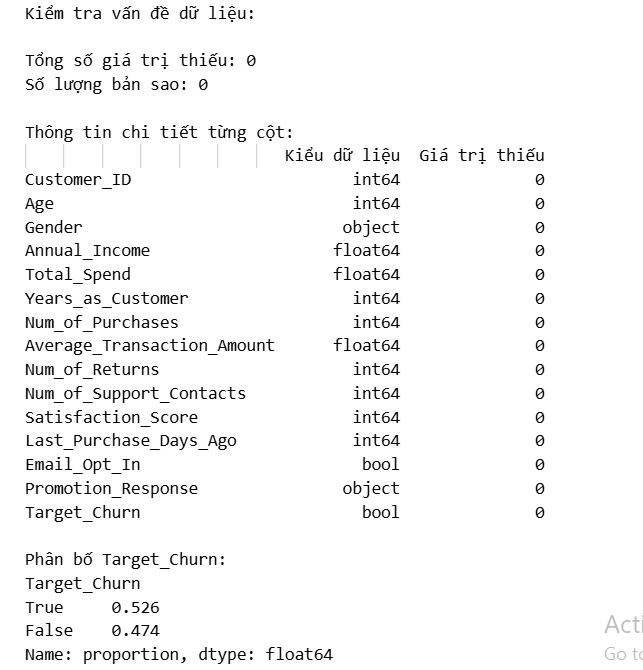 Kiểm tra vấn đề dữ liệu:
Tổng số giá trị thiếu: 0
Số lượng bản sao: 0
Thông tin chi tiết từng cột:
Kiểu dữ liệu Giá trị thiếu
Customer_ID int64 0
Age int64 0
Gender object 0
Annual_Income float64 0
Total_Spend float64 0
Years_as_Customer int64 0
Num_of_Purchases int64 0
Average_Transaction_Amount float64 0
Num_of_Returns int64 0
Num_of_Support_Contacts int64 0
Satisfaction_Score int64 0
Last_Purchase_Days_Ago int64 0
Email_Opt_In bool 0
Promotion_Response object 0
Target_Churn bool 0
Phân bố Target_Churn:
Target_Churn
True 0.526
False 0.474
Name: proportion, dtype: float64
Acti
Go to